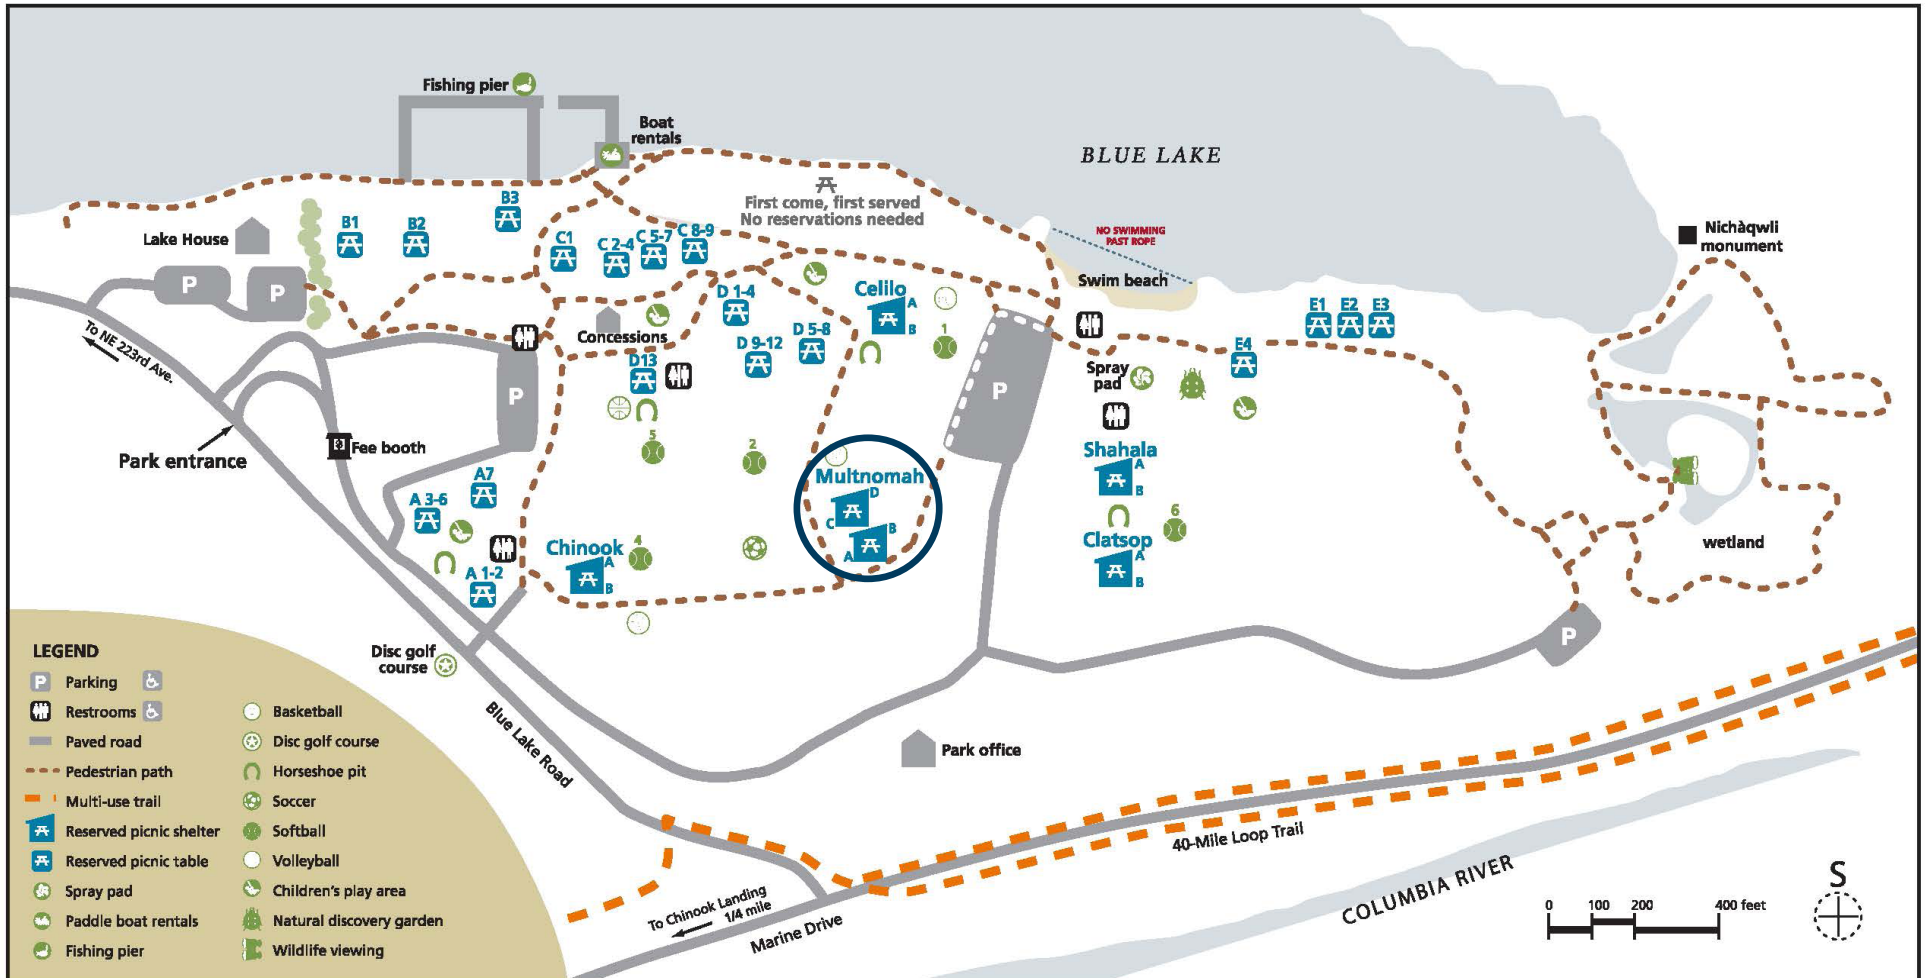 Fishing pier
Boat
rentals
BLUE LAKE
First come, first served
No reservations needed
NO SWIMMING
PAST ROPE
Swim beach
Nichàqwli
monument
Lake House
B1
B2
B3
C1
C 2-4
C 5-7
C 8-9
P
P
To NE 223rd Ave.
Concessions
D 1-4
D 5-8
D 9-12
D13
Celilo
A
B
1
E1
E2
E3
E4
Spray
pad
P
P
Park entrance
Fee booth
A7
A 3-6
A 1-2
5
2
Multnomah
D
C
B
A
Shahala
A
B
6
Clatsop
A
B
Chinook
A
B
4
wetland
P
Disc golf
course
Blue Lake Road
Park office
40-Mile Loop Trail
COLUMBIA RIVER
To Chinook Landing
1/4 mile
Marine Drive
LEGEND
P Parking
Restrooms
Paved road
Pedestrian path
Multi-use trail
Reserved picnic shelter
Reserved picnic table
Spray pad
Paddle boat rentals
Fishing pier
Basketball
Disc golf course
Horseshoe pit
Soccer
Softball
Volleyball
Children's play area
Natural discovery garden
Wildlife viewing
0 100 200 400 feet
S